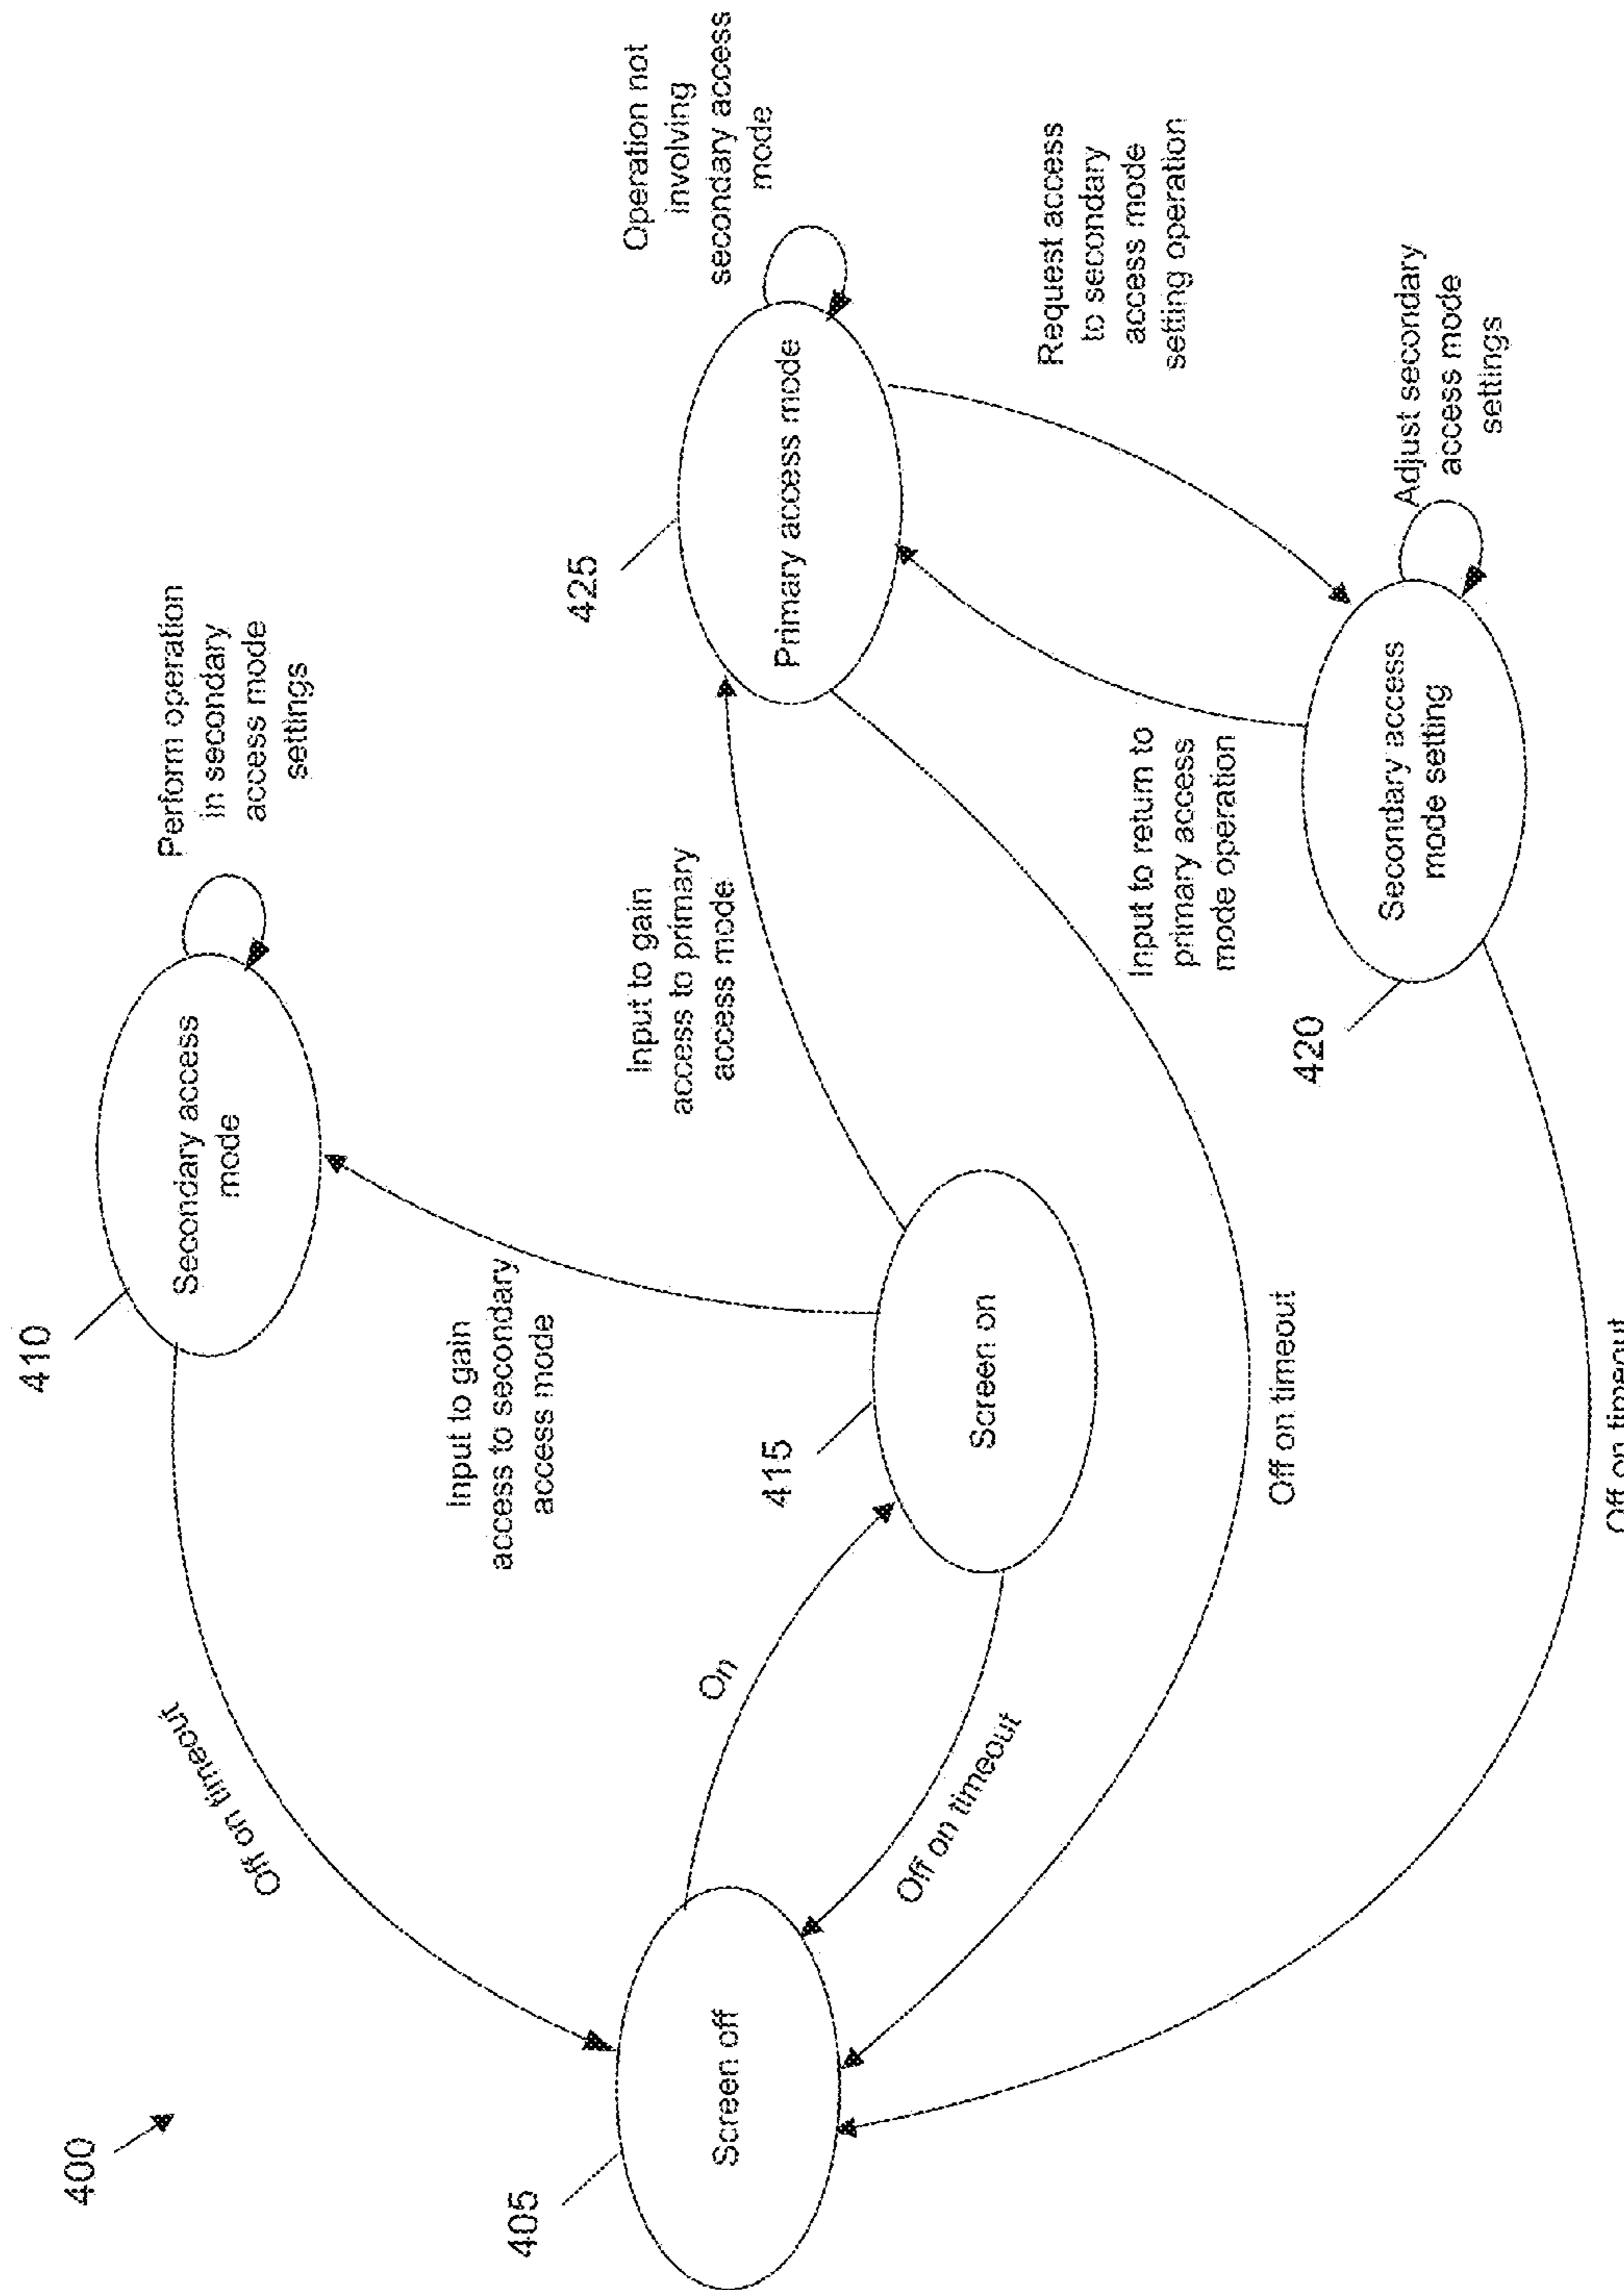 400
405
Screen off
Off on timeout
410
Secondary access
mode
Perform operation
in secondary
access mode
settings
On
Off on timeout
415
Screen on
Input to gain
access to secondary
access mode
Input to gain
access to primary
access mode
425
Primary access mode
Operation not
involving
secondary access
mode
Off on timeout
Input to return to
primary access
mode operation
Request access
to secondary
access mode
setting operation
420
Secondary access
mode setting
Adjust secondary
access mode
settings
Off on timeout